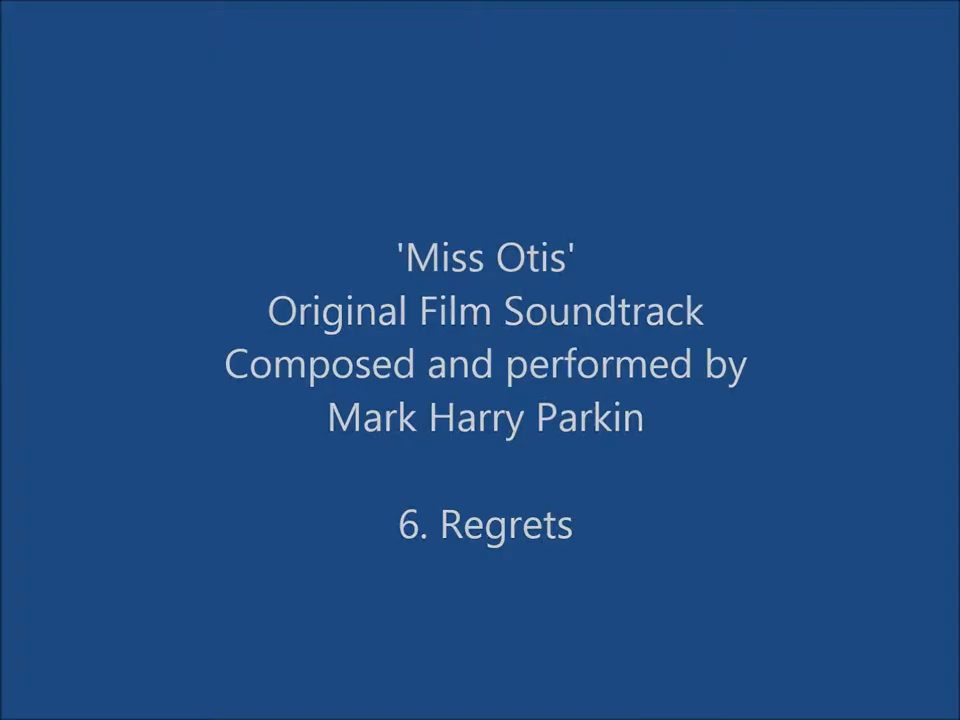 'Miss Otis'
Original Film Soundtrack
Composed and performed by
Mark Harry Parkin
6. Regrets